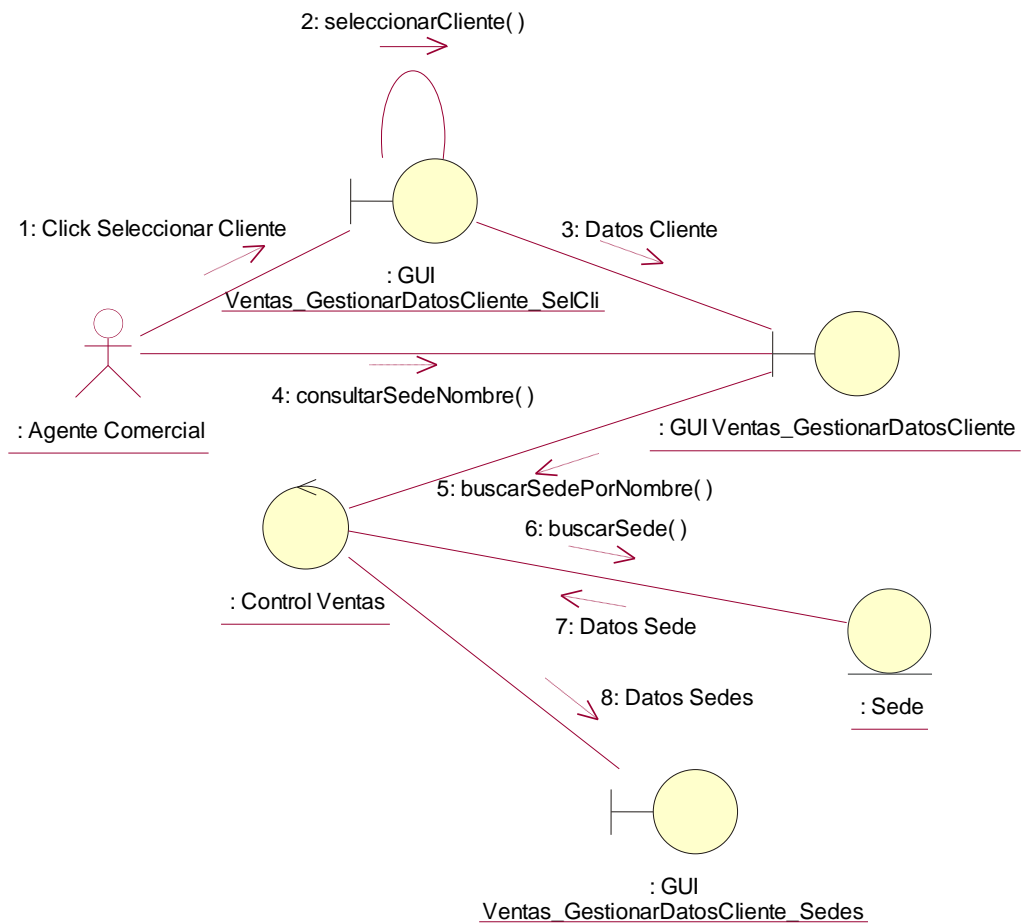 2: seleccionarCliente( )
1: Click Seleccionar Cliente
3: Datos Cliente
: GUI
Ventas_GestionarDatosCliente_SelCli
4: consultarSedeNombre( )
: Agente Comercial
: GUI Ventas_GestionarDatosCliente
5: buscarSedePorNombre( )
6: buscarSede( )
: Control Ventas
7: Datos Sede
8: Datos Sedes
: Sede
: GUI
Ventas_GestionarDatosCliente_Sedes